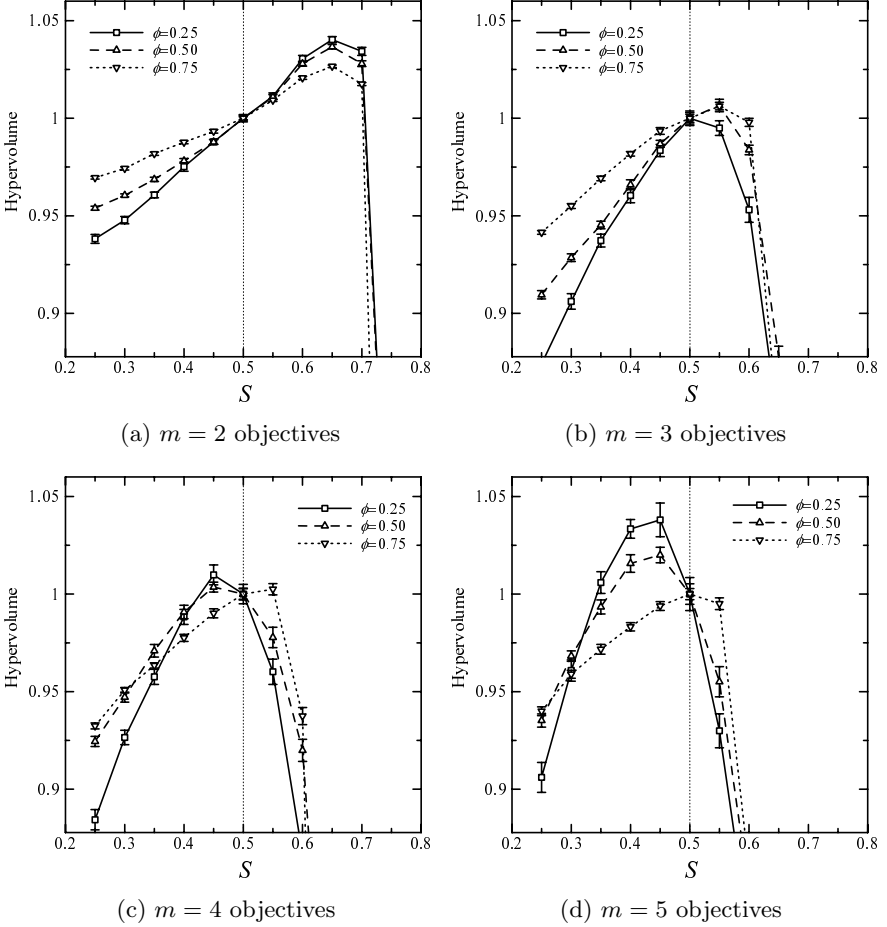 1.05
1
0.95
0.9
Hypervolume
ϕ=0.25
ϕ=0.50
ϕ=0.75
0.2 0.3 0.4 0.5 0.6 0.7 0.8
S
(a) m = 2 objectives
1.05
1
0.95
0.9
Hypervolume
ϕ=0.25
ϕ=0.50
ϕ=0.75
0.2 0.3 0.4 0.5 0.6 0.7 0.8
S
(b) m = 3 objectives
1.05
1
0.95
0.9
Hypervolume
ϕ=0.25
ϕ=0.50
ϕ=0.75
0.2 0.3 0.4 0.5 0.6 0.7 0.8
S
(c) m = 4 objectives
1.05
1
0.95
0.9
Hypervolume
ϕ=0.25
ϕ=0.50
ϕ=0.75
0.2 0.3 0.4 0.5 0.6 0.7 0.8
S
(d) m = 5 objectives